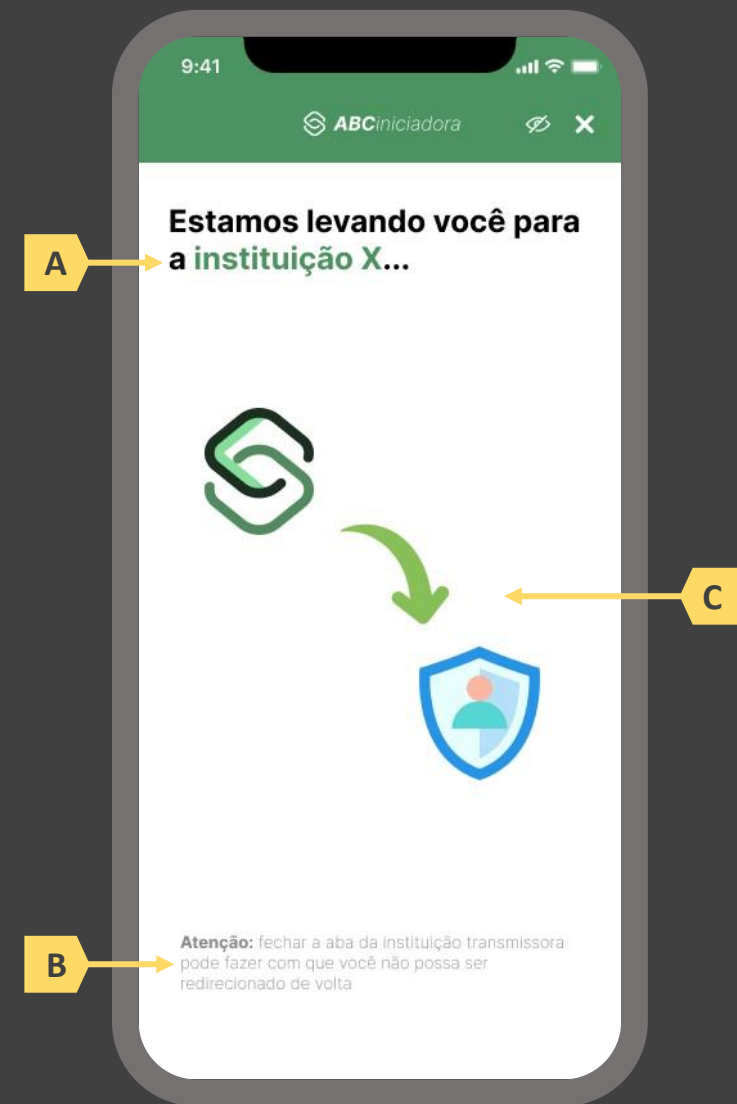 9:41
ABCiniciadora
Estamos levando você para
a instituição X...
A
C
Atenção: fechar a aba da instituição transmissora
pode fazer com que você não possa ser
redirecionado de volta
B